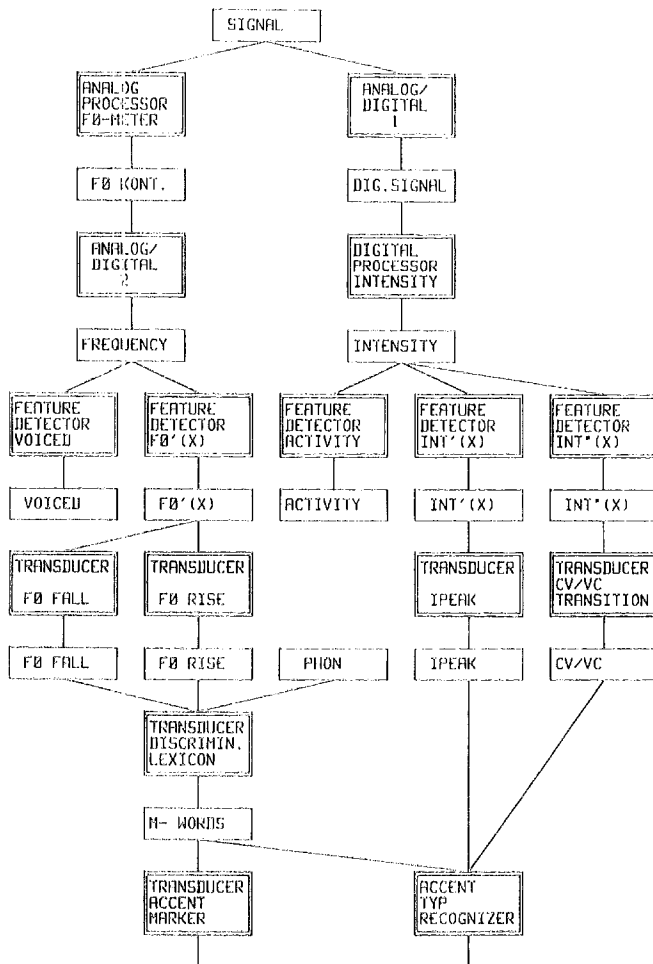 SIGNAL
ANALOG
PROCESSOR
F0-METER
ANALOG/
DIGITAL
1
F0 KONT.
DIG.SIGNAL
ANALOG/
DIGITAL
2
DIGITAL
PROCESSOR
INTENSITY
FREQUENCY
INTENSITY
FEATURE
DETECTOR
VOICED
FEATURE
DETECTOR
F0'(X)
FEATURE
DETECTOR
ACTIVITY
FEATURE
DETECTOR
INT'(X)
FEATURE
DETECTOR
INT"(X)
VOICED
F0'(X)
ACTIVITY
INT'(X)
INT"(X)
TRANSDUCER
F0 FALL
TRANSDUCER
F0 RISE
TRANSDUCER
IPEAK
TRANSDUCER
CV/VC
TRANSITION
F0 FALL
F0 RISE
PHON
IPEAK
CV/VC
TRANSDUCER
DISCRIMIN.
LEXICON
M- WORDS
TRANSDUCER
ACCENT
MARKER
ACCENT
TYP
RECOGNIZER